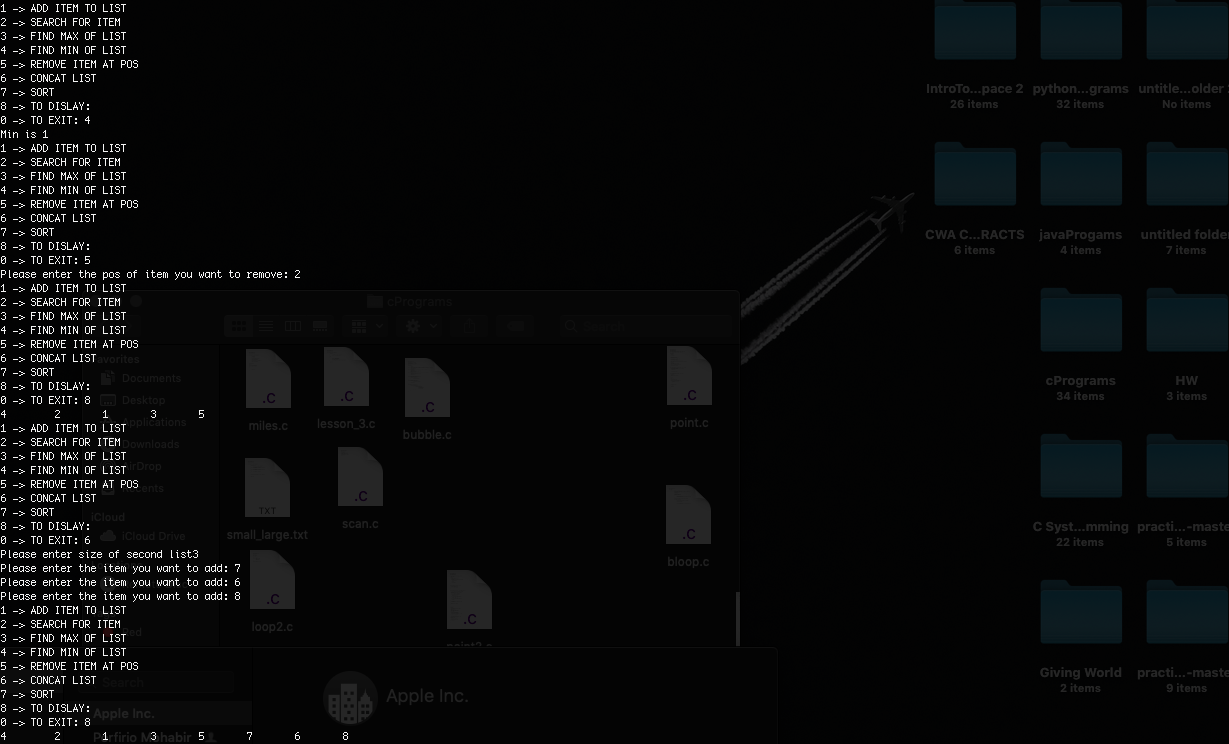 1 -> ADD ITEM TO LIST
2 -> SEARCH FOR ITEM
3 -> FIND MAX OF LIST
4 -> FIND MIN OF LIST
5 -> REMOVE ITEM AT POS
6 -> CONCAT LIST
7 -> SORT
8 -> TO DISLAY:
0 -> TO EXIT: 4
Min is 1
1 -> ADD ITEM TO LIST
2 -> SEARCH FOR ITEM
3 -> FIND MAX OF LIST
4 -> FIND MIN OF LIST
5 -> REMOVE ITEM AT POS
6 -> CONCAT LIST
7 -> SORT
8 -> TO DISLAY:
0 -> TO EXIT: 5
Please enter the pos of item you want to remove: 2
1 -> ADD ITEM TO LIST
2 -> SEARCH FOR ITEM
3 -> FIND MAX OF LIST
4 -> FIND MIN OF LIST
5 -> REMOVE ITEM AT POS
6 -> CONCAT LIST
7 -> SORT
8 -> TO DISLAY:
0 -> TO EXIT: 8
4 2 1 3 5
1 -> ADD ITEM TO LIST
2 -> SEARCH FOR ITEM
3 -> FIND MAX OF LIST
4 -> FIND MIN OF LIST
5 -> REMOVE ITEM AT POS
6 -> CONCAT LIST
7 -> SORT
8 -> TO DISLAY:
0 -> TO EXIT: 6
Please enter size of second list3
Please enter the item you want to add: 7
Please enter the item you want to add: 6
Please enter the item you want to add: 8
1 -> ADD ITEM TO LIST
2 -> SEARCH FOR ITEM
3 -> FIND MAX OF LIST
4 -> FIND MIN OF LIST
5 -> REMOVE ITEM AT POS
6 -> CONCAT LIST
7 -> SORT
8 -> TO DISLAY:
0 -> TO EXIT: 8
4 2 1 3 5 7 6 8
cPrograms
Search
Documents
Desktop
Applications
Downloads
AirDrop
Recents
iCloud
iCloud Drive
.C
miles.c
.C
lesson_3.c
.C
bubble.c
.C
point.c
TXT
small_large.txt
.C
scan.c
.C
bloop.c
.C
loop2.c
.C
Search
Apple Inc.
Porfirio Mahabir
Apple Inc.
IntroTo...pace 2
26 items
python...grams
32 items
untitle...older
No items
CWA C...RACTS
6 items
javaProgams
4 items
untitled folde
7 items
cPrograms
34 items
HW
3 items
C Syst...mming
22 items
practi...-maste
5 items
Giving World
2 items
practi...-maste
9 items